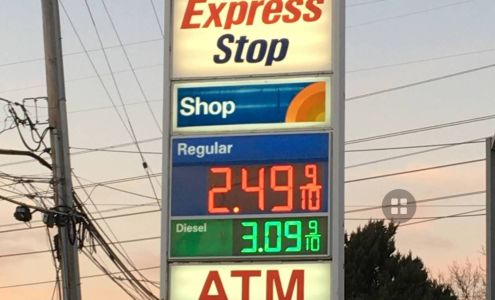 Express
Stop
Shop
Regular
2.49 9/10
Diesel
3.09 9/10
ATM